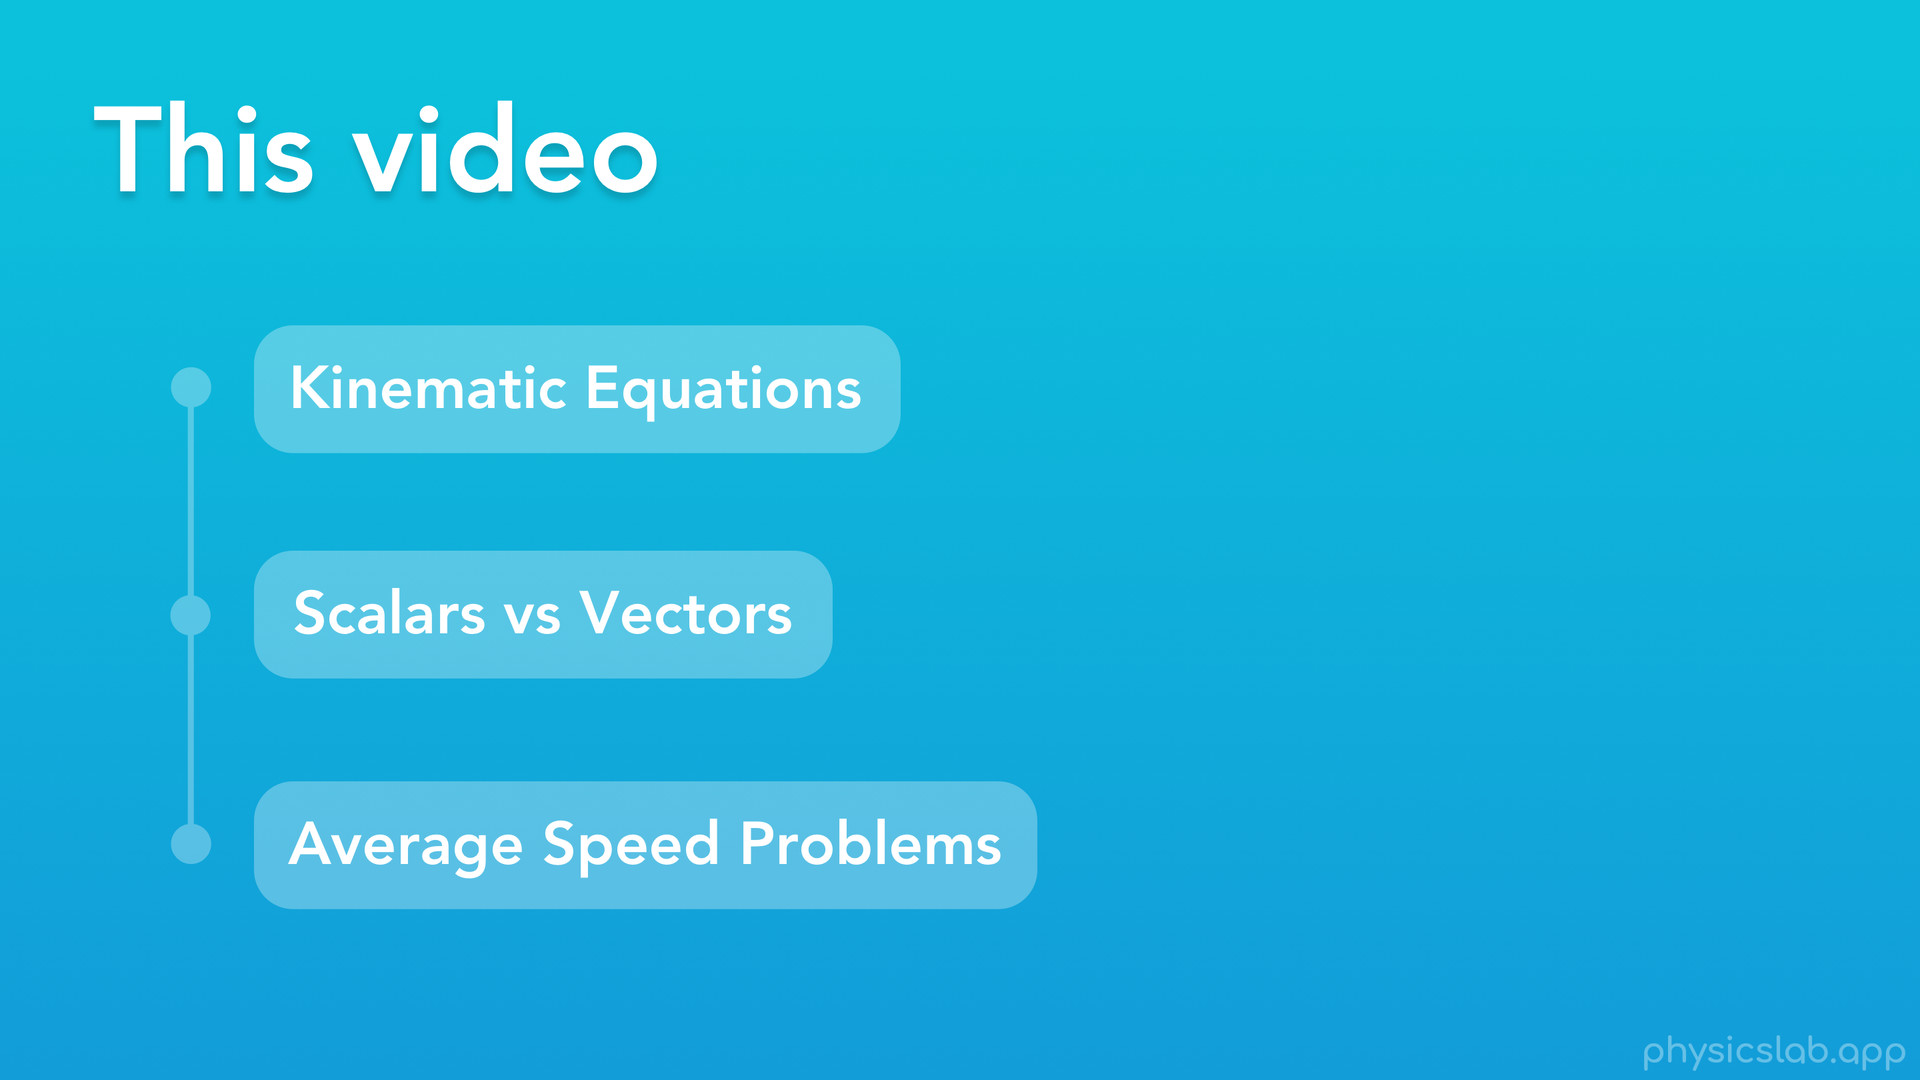 This video
Kinematic Equations
Scalars vs Vectors
Average Speed Problems
physicslab.app